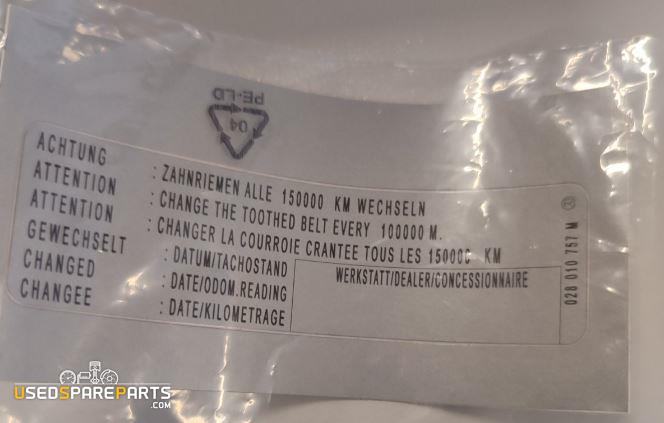 PE-LD
04
ACHTUNG : ZAHNRIEMEN ALLE 150000 KM WECHSELN
ATTENTION : CHANGE THE TOOTHED BELT EVERY 100000 M.
ATTENTION : CHANGER LA COURROIE CRANTEE TOUS LES 150000 KM
GEWECHSELT : DATUM/TACHOSTAND
CHANGED : DATE/ODOM.READING
CHANGEE : DATE/KILOMETRAGE
WERKSTATT/DEALER/CONCESSIONNAIRE
028 010 757 M
USEDSPAREPARTS
.COM